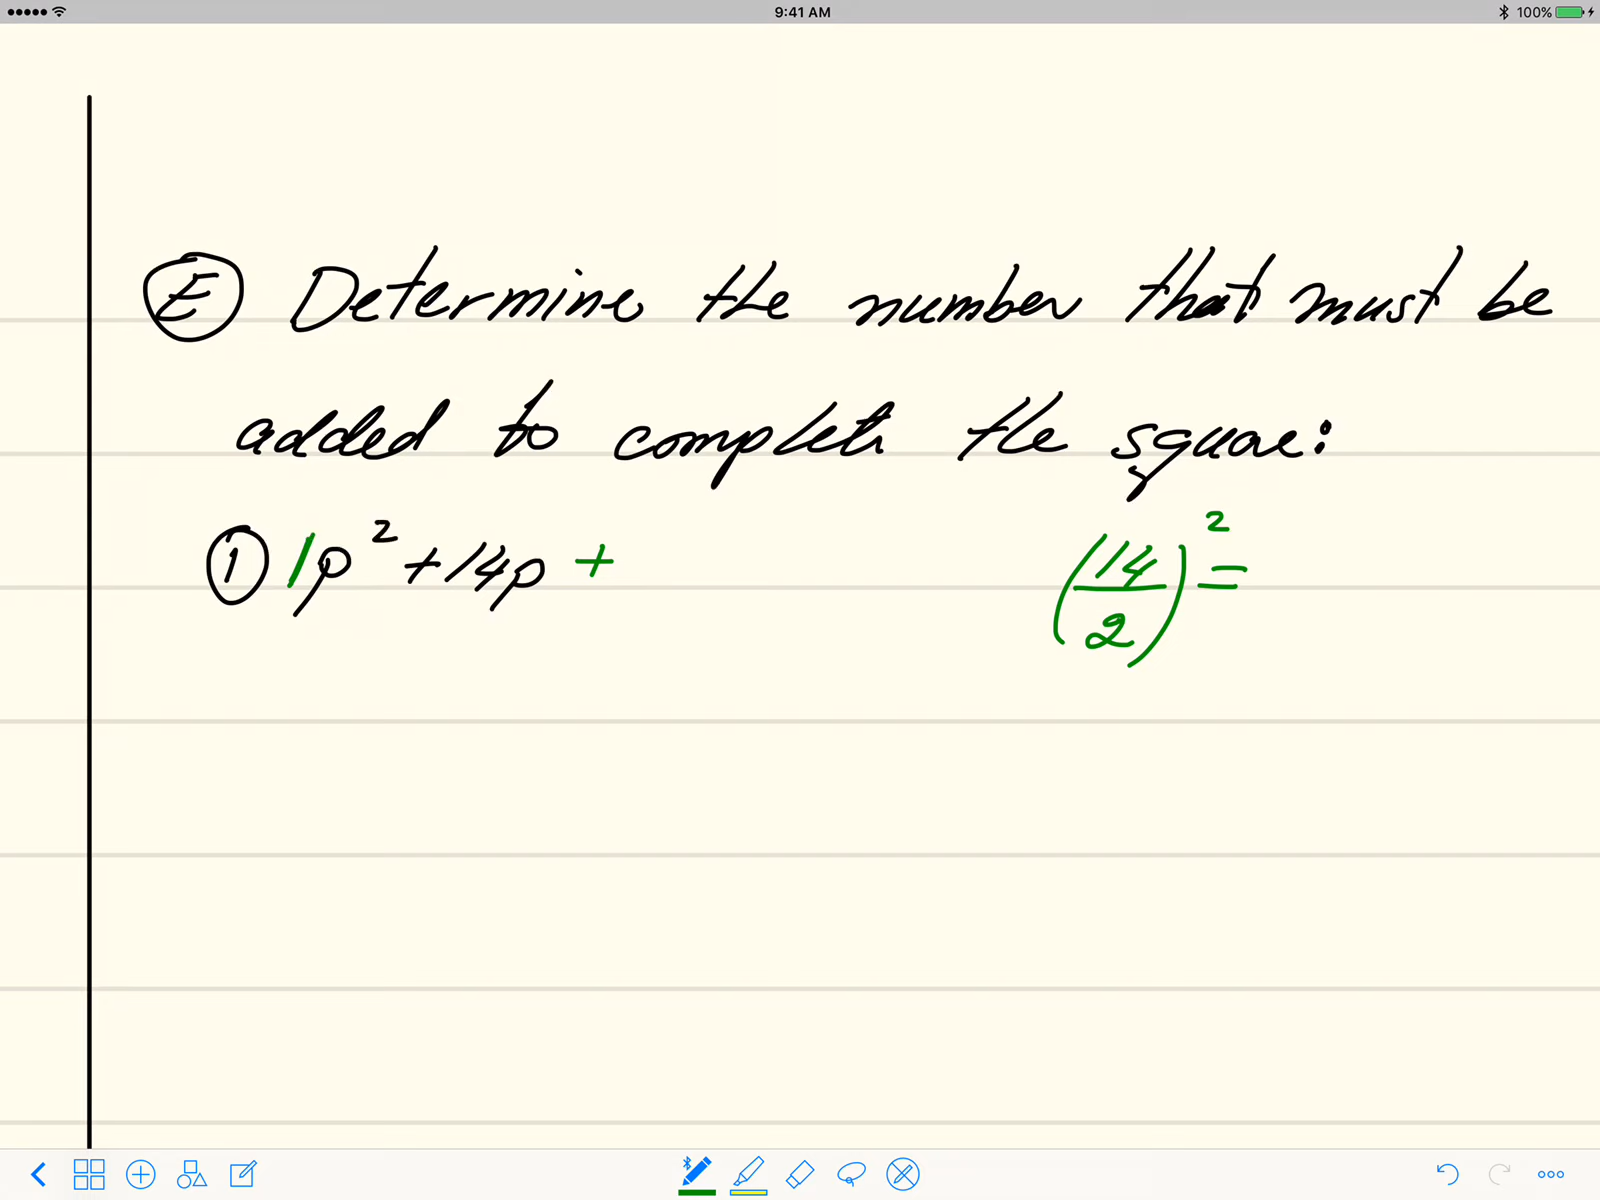 9:41 AM
100%
E Determine the number that must be
added to complete the square:
1 1p² + 14p + (14/2)² =